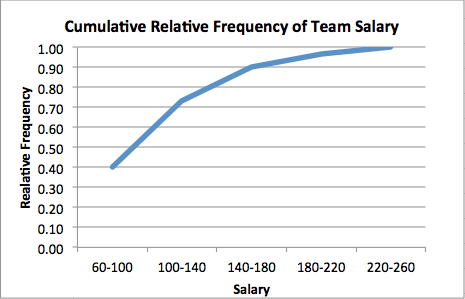 Cumulative Relative Frequency of Team Salary
1.00
0.90
0.80
0.70
0.60
0.50
0.40
0.30
0.20
0.10
0.00
Realative Frequency
60-100 100-140 140-180 180-220 220-260
Salary